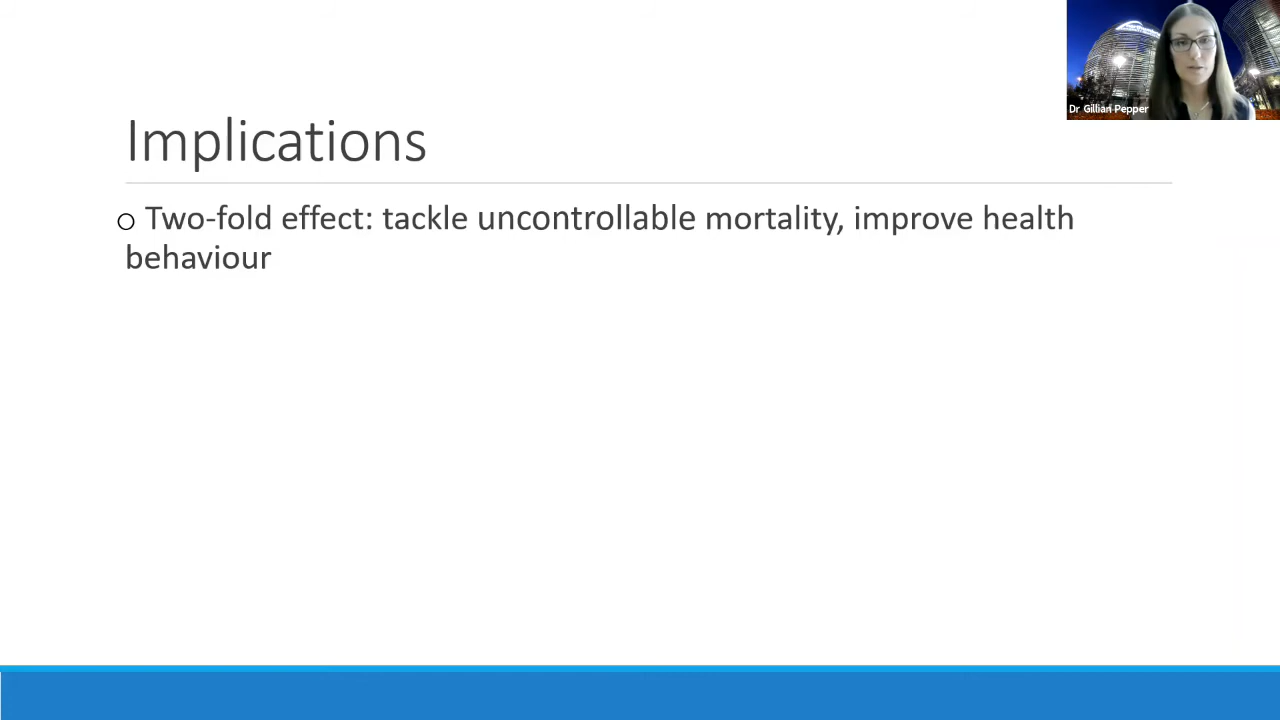 Dr Gillian Pepper
Implications
Two-fold effect: tackle uncontrollable mortality, improve health
behaviour